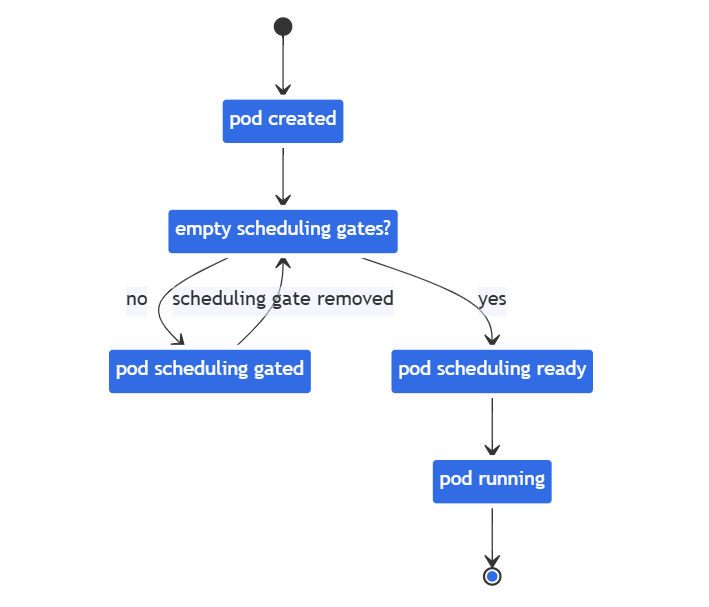 pod created
empty scheduling gates?
no
scheduling gate removed
yes
pod scheduling gated
pod scheduling ready
pod running